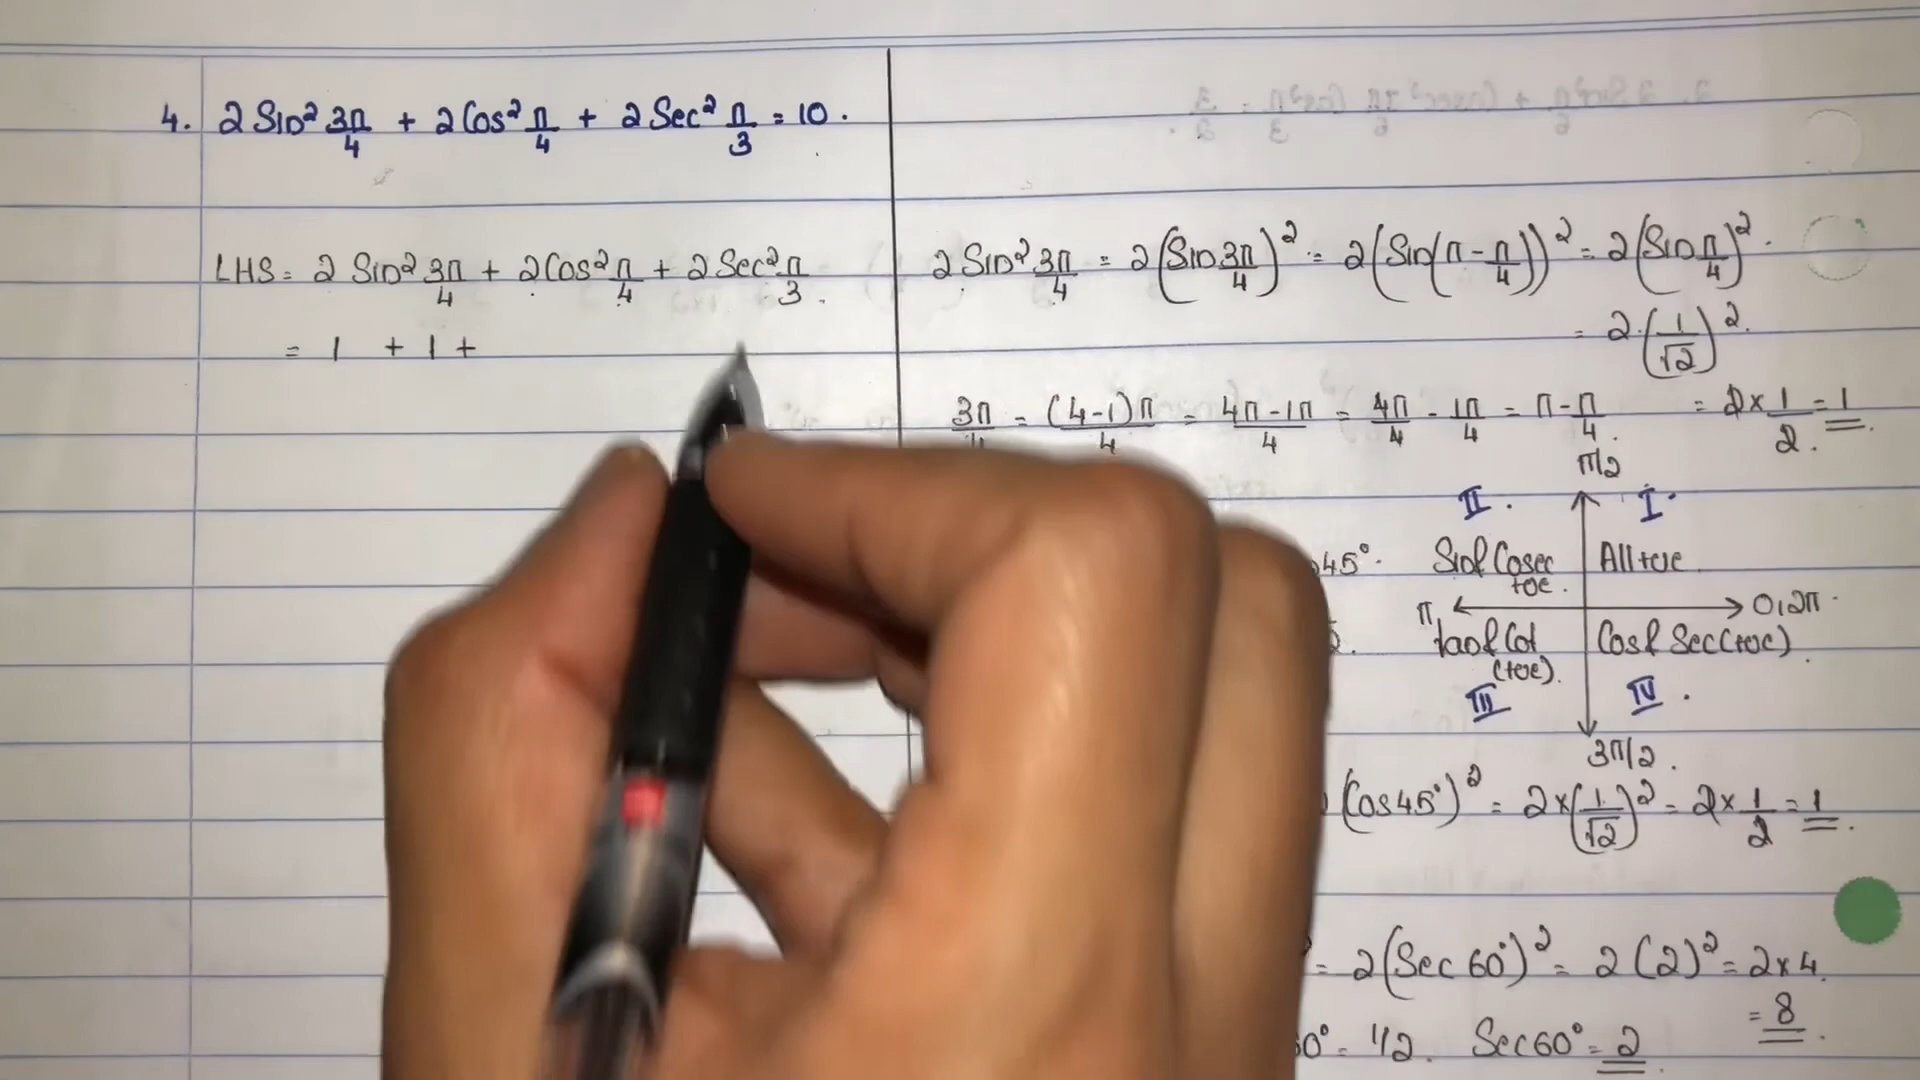 4. 2 Sin² 3π/4 + 2 Cos² π/4 + 2 Sec² π/3 = 10.
LHS = 2 Sin² 3π/4 + 2 Cos² π/4 + 2 Sec² π/3.
= 1 + 1 +
2 Sin² 3π/4 = 2(Sin 3π/4)² = 2(Sin(π - π/4))² = 2(Sin π/4)².
= 2.(1/√2)².
3π/4 = (4-1)π/4 = 4π-1π/4 = 4π/4 - 1π/4 = π - π/4.
= 2 × 1/2 = 1.
π/2
II. I.
45°. Sin & Cosec +ve. All +ve
π 0,2π.
tan & Cot (+ve). Cos & Sec (+ve).
III IV.
3π/2.
(Cos 45°)² = 2×(1/√2)² = 2 × 1/2 = 1.
= 2(Sec 60°)² = 2(2)² = 2×4.
= 8.
60° = 1/2. Sec 60° = 2.